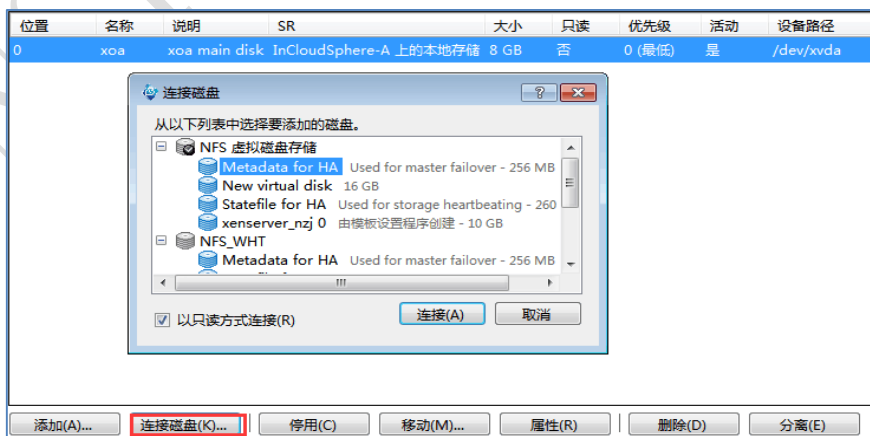 位置 名称 说明 SR 大小 只读 优先级 活动 设备路径
0 xoa xoa main disk InCloudSphere-A 上的本地存储 8 GB 否 0 (最低) 是 /dev/xvda
连接磁盘
从以下列表中选择要添加的磁盘。
NFS 虚拟磁盘存储
Metadata for HA Used for master failover - 256 MB
New virtual disk 16 GB
Statefile for HA Used for storage heartbeating - 260
xenserver_nzj 0 由模板设置程序创建 - 10 GB
NFS_WHT
Metadata for HA Used for master failover - 256 MB
以只读方式连接(R) 连接(A) 取消
添加(A)... 连接磁盘(K)... 停用(C) 移动(M)... 属性(R) 删除(D) 分离(E)